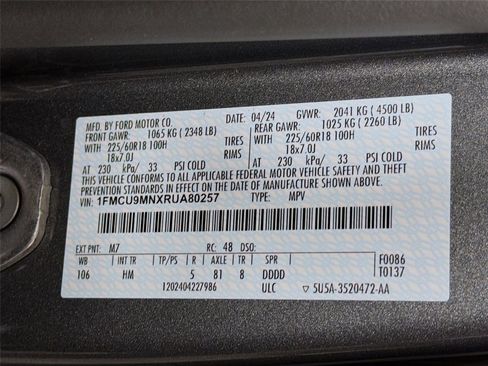 MFD. BY FORD MOTOR CO. DATE: 04/24 GVWR: 2041 KG ( 4500 LB)
FRONT GAWR: 1065 KG ( 2348 LB) REAR GAWR: 1025 KG ( 2260 LB)
WITH 225/60R18 100H TIRES WITH 225/60R18 100H TIRES
18x7.0J RIMS 18x7.0J RIMS
AT 230 kPa/ 33 PSI COLD AT 230 kPa/ 33 PSI COLD
THIS VEHICLE CONFORMS TO ALL APPLICABLE FEDERAL MOTOR VEHICLE
SAFETY AND THEFT PREVENTION STANDARDS IN EFFECT ON THE DATE OF MANUFACTURE SHOWN ABOVE.
VIN: 1FMCU9MNXRUA80257 TYPE: MPV
EXT PNT: M7 RC: 48 DSO: F0086
WB INT TR TP/PS R AXLE TR SPR T0137
106 HM 5 81 8 DDDD
1202404227986 ULC ▽ 5U5A-3520472-AA